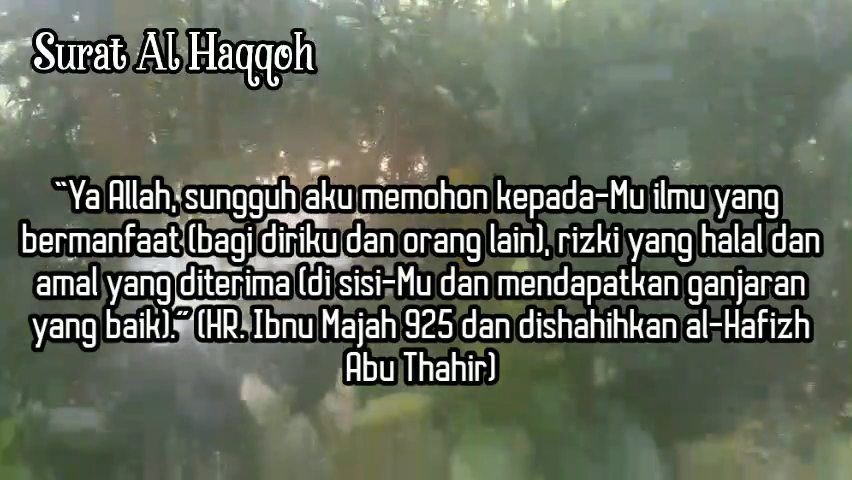 Surat Al Haqqoh
“Ya Allah, sungguh aku memohon kepada-Mu ilmu yang
bermanfaat (bagi diriku dan orang lain), rizki yang halal dan
amal yang diterima (di sisi-Mu dan mendapatkan ganjaran
yang baik).” (HR. Ibnu Majah 925 dan dishahihkan al-Hafizh
Abu Thahir)